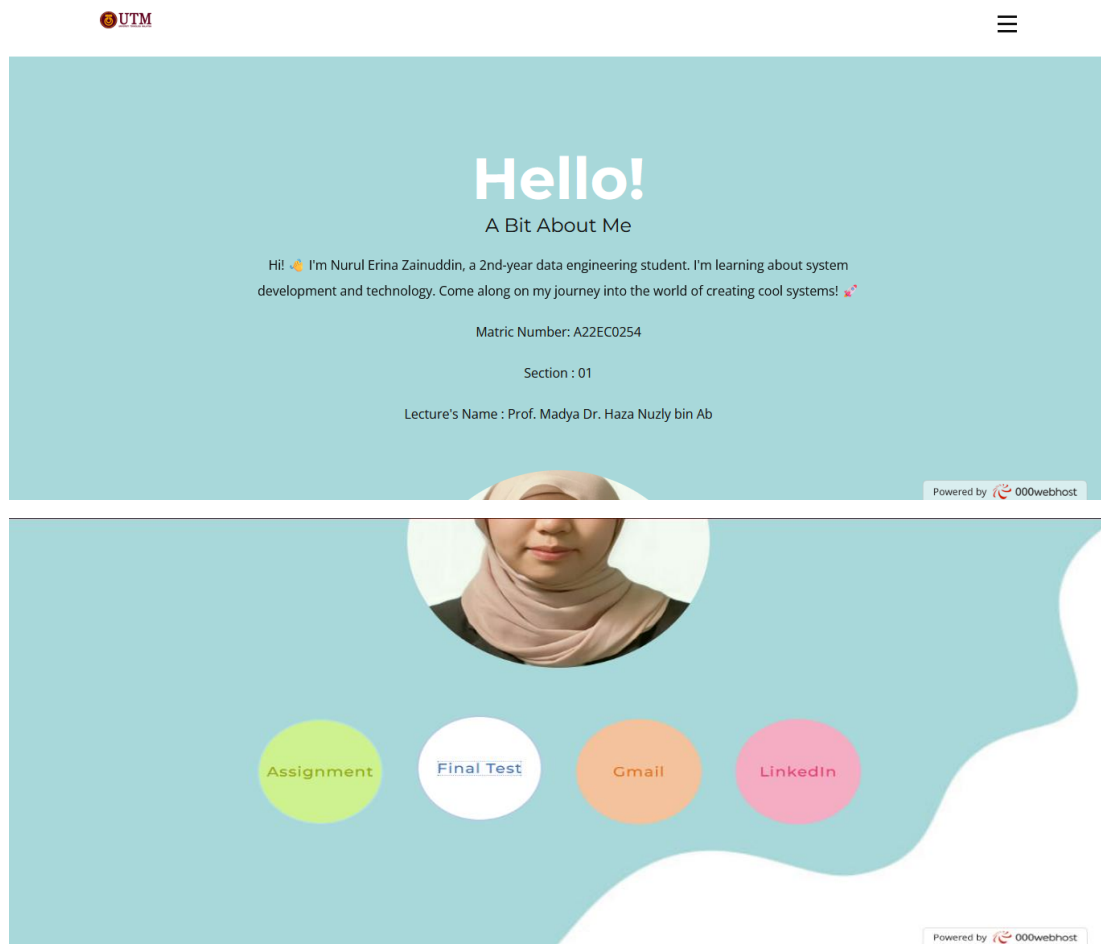 UTM
Hello!
A Bit About Me
Hi! 👋 I'm Nurul Erina Zainuddin, a 2nd-year data engineering student. I'm learning about system
development and technology. Come along on my journey into the world of creating cool systems! 🚀
Matric Number: A22EC0254
Section : 01
Lecture's Name : Prof. Madya Dr. Haza Nuzly bin Ab
Powered by 000webhost
Assignment
Final Test
Gmail
LinkedIn
Powered by 000webhost